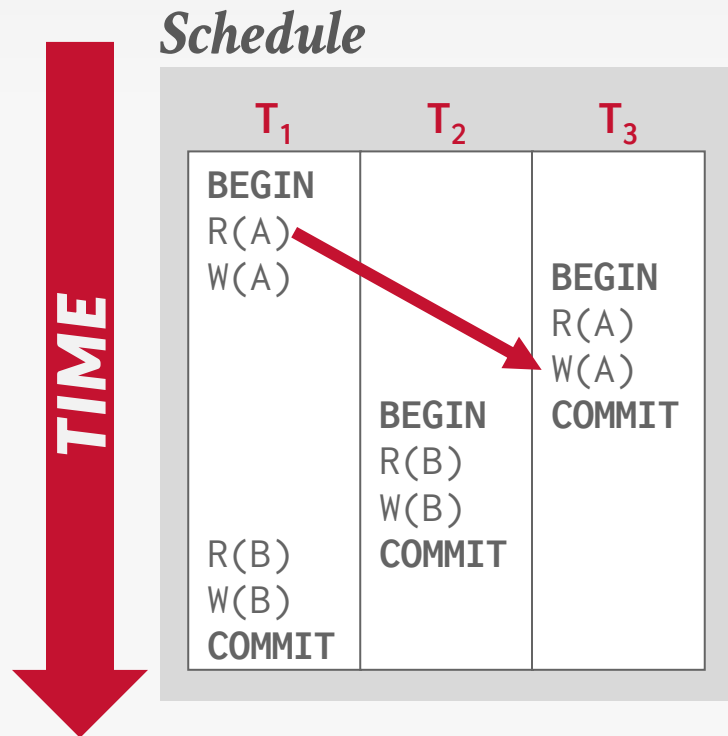 Schedule
TIME
T₁ T₂ T₃
BEGIN
R(A)
W(A) BEGIN
R(A)
W(A)
BEGIN COMMIT
R(B)
W(B)
R(B) COMMIT
W(B)
COMMIT